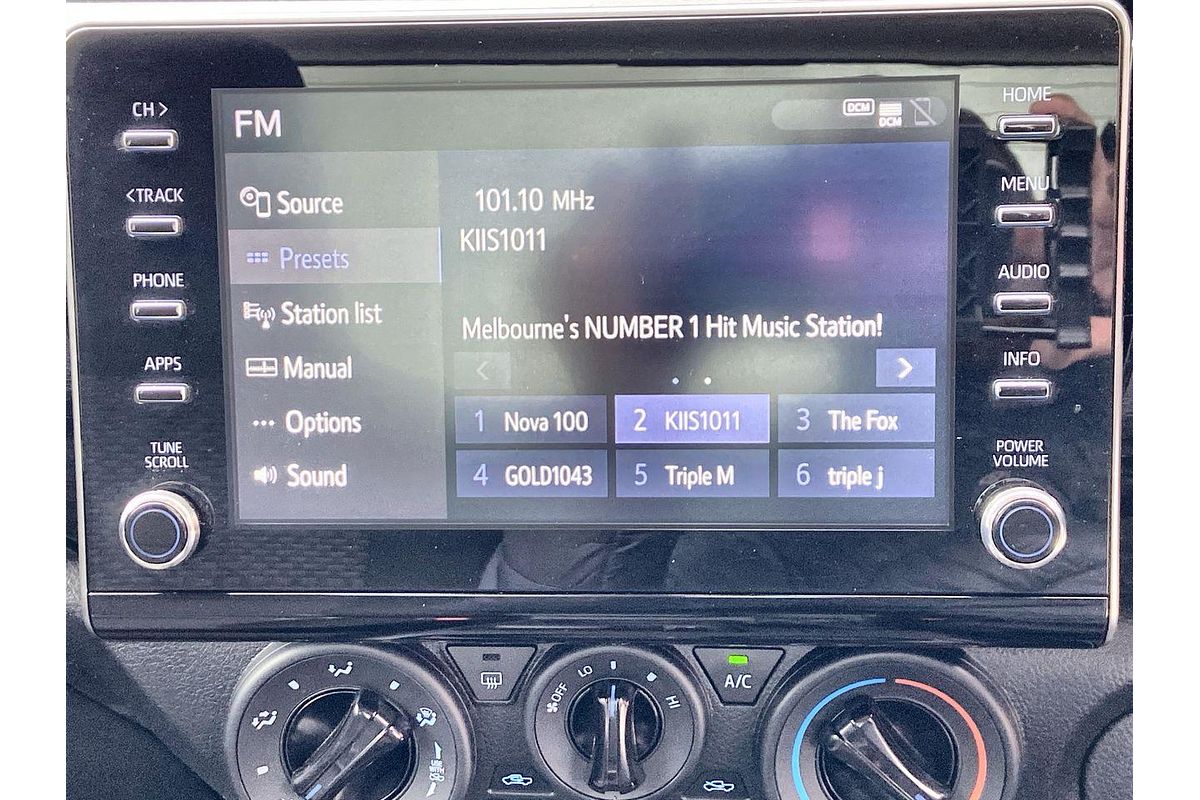 CH>
<TRACK
PHONE
APPS
TUNE
SCROLL
FM
DCM
DCM
Source
Presets
Station list
Manual
Options
Sound
101.10 MHz
KIIS1011
Melbourne's NUMBER 1 Hit Music Station!
<
>
1 Nova 100
2 KIIS1011
3 The Fox
4 GOLD1043
5 Triple M
6 triple j
HOME
MENU
AUDIO
INFO
POWER
VOLUME
OFF
LO
HI
A/C